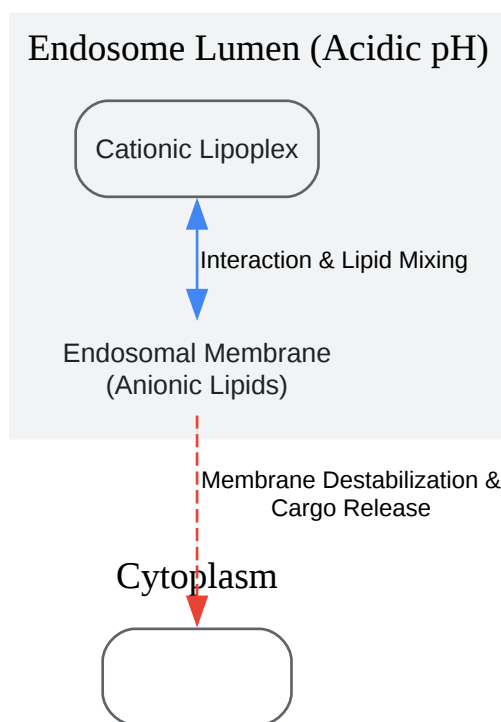 Endosome Lumen (Acidic pH)
Cationic Lipoplex
Interaction & Lipid Mixing
Endosomal Membrane
(Anionic Lipids)
Membrane Destabilization &
Cargo Release
Cytoplasm